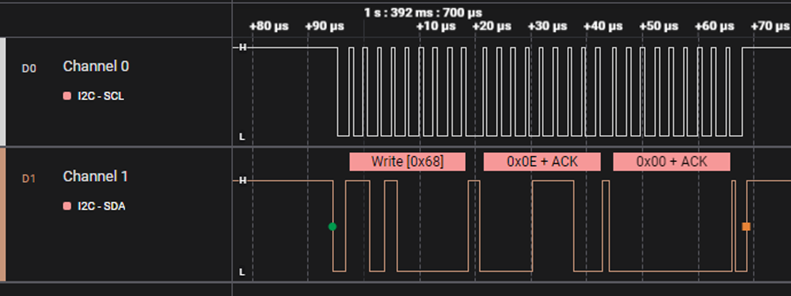 1 s : 392 ms : 700 µs
+80 µs +90 µs +10 µs +20 µs +30 µs +40 µs +50 µs +60 µs +70 µs
D0 Channel 0 H
I2C - SCL
L
Write [0x68] 0x0E + ACK 0x00 + ACK
D1 Channel 1 H
I2C - SDA
L